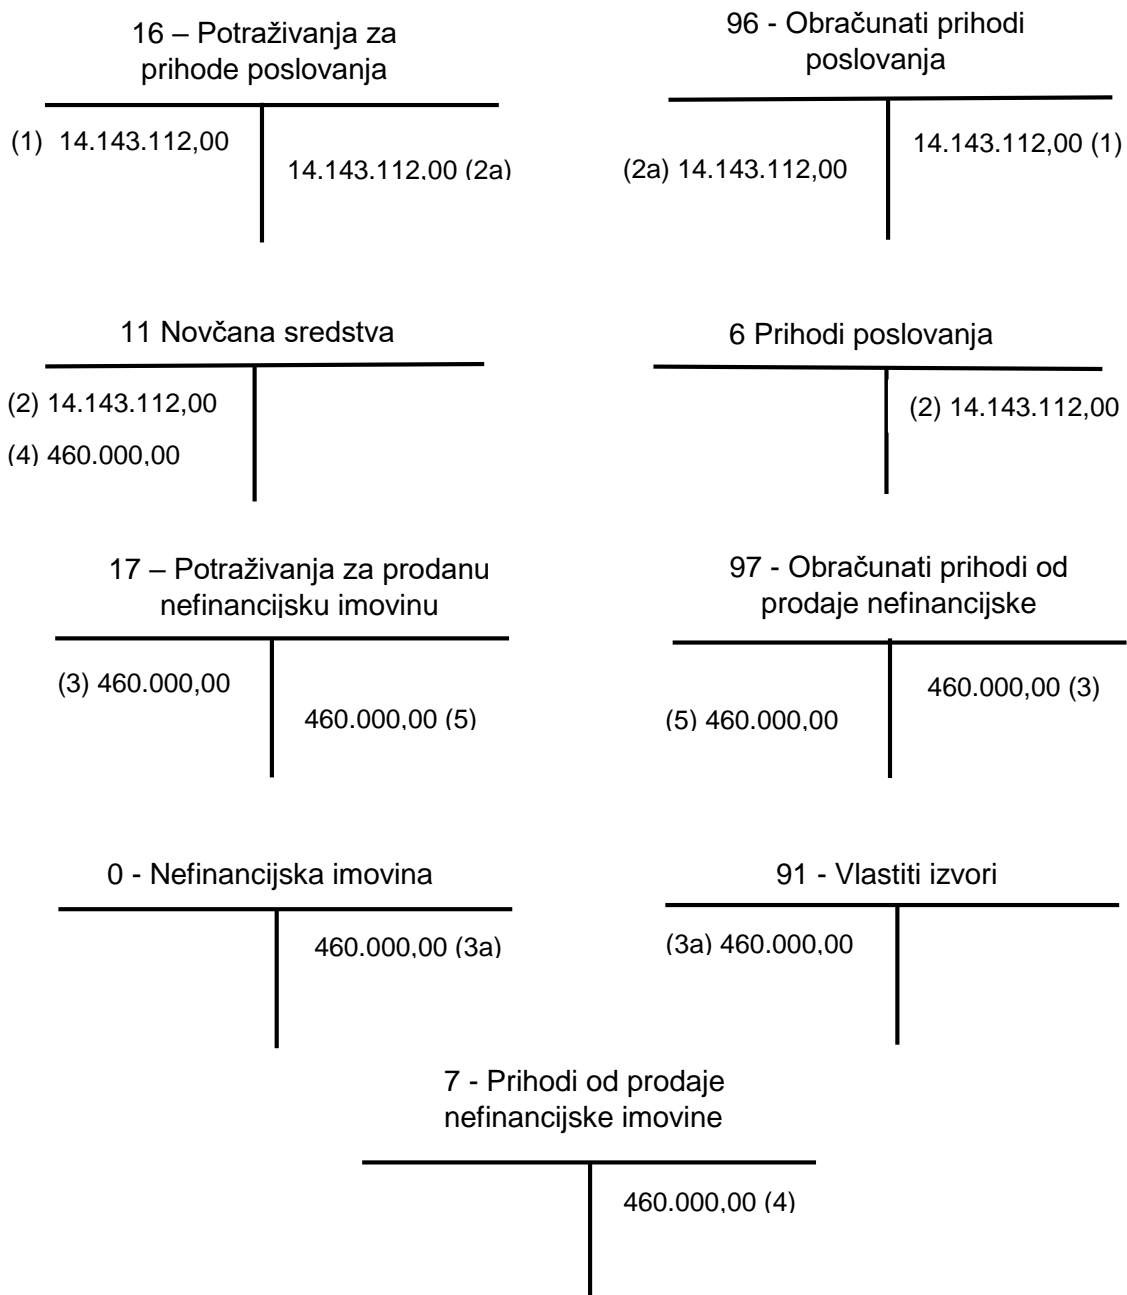 16 – Potraživanja za
prihode poslovanja
96 - Obračunati prihodi
poslovanja
(1) 14.143.112,00
14.143.112,00 (2a)
(2a) 14.143.112,00
14.143.112,00 (1)
11 Novčana sredstva
6 Prihodi poslovanja
(2) 14.143.112,00
(4) 460.000,00
(2) 14.143.112,00
17 – Potraživanja za prodanu
nefinancijsku imovinu
97 - Obračunati prihodi od
prodaje nefinancijske
(3) 460.000,00
460.000,00 (5)
460.000,00 (3)
(5) 460.000,00
0 - Nefinancijska imovina
91 - Vlastiti izvori
460.000,00 (3a)
(3a) 460.000,00
7 - Prihodi od prodaje
nefinancijske imovine
460.000,00 (4)